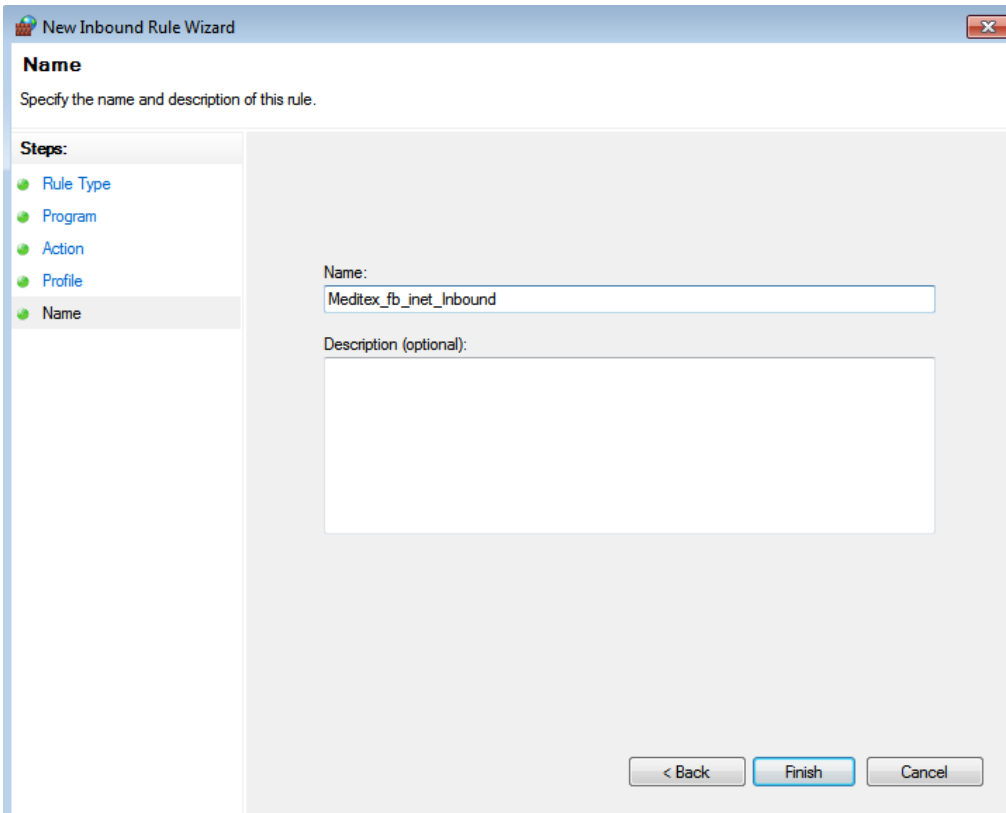 New Inbound Rule Wizard
Name
Specify the name and description of this rule.
Steps:
Rule Type
Program
Action
Profile
Name
Name:
Meditex_fb_inet_Inbound
Description (optional):
< Back
Finish
Cancel